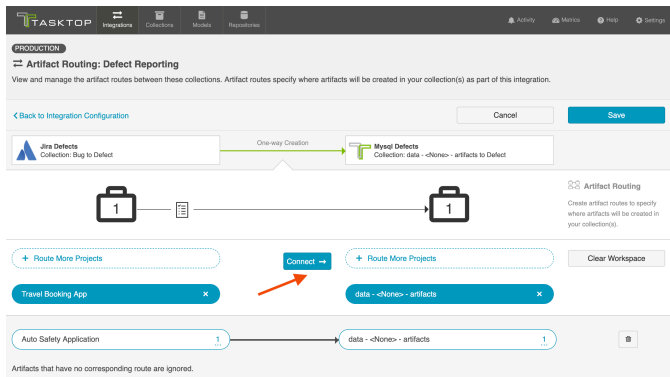 TASKTOP
Integrations
Collections
Models
Repositories
Activity
Metrics
Help
Settings
PRODUCTION
Artifact Routing: Defect Reporting
View and manage the artifact routes between these collections. Artifact routes specify where artifacts will be created in your collection(s) as part of this integration.
Back to Integration Configuration
Cancel
Save
Jira Defects
Collection: Bug to Defect
One-way Creation
Mysql Defects
Collection: data - <None> - artifacts to Defect
1
1
Artifact Routing
Create artifact routes to specify
where artifacts will be created in
your collection(s).
+ Route More Projects
Connect →
+ Route More Projects
Clear Workspace
Travel Booking App ×
data - <None> - artifacts ×
Auto Safety Application 1
data - <None> - artifacts 1
Artifacts that have no corresponding route are ignored.